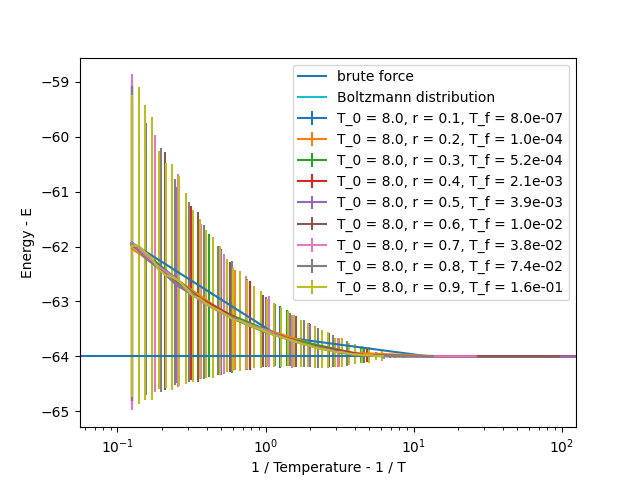 −59
−60
−61
−62
−63
−64
−65
Energy - E
brute force
Boltzmann distribution
T_0 = 8.0, r = 0.1, T_f = 8.0e-07
T_0 = 8.0, r = 0.2, T_f = 1.0e-04
T_0 = 8.0, r = 0.3, T_f = 5.2e-04
T_0 = 8.0, r = 0.4, T_f = 2.1e-03
T_0 = 8.0, r = 0.5, T_f = 3.9e-03
T_0 = 8.0, r = 0.6, T_f = 1.0e-02
T_0 = 8.0, r = 0.7, T_f = 3.8e-02
T_0 = 8.0, r = 0.8, T_f = 7.4e-02
T_0 = 8.0, r = 0.9, T_f = 1.6e-01
10⁻¹ 10⁰ 10¹ 10²
1 / Temperature - 1 / T